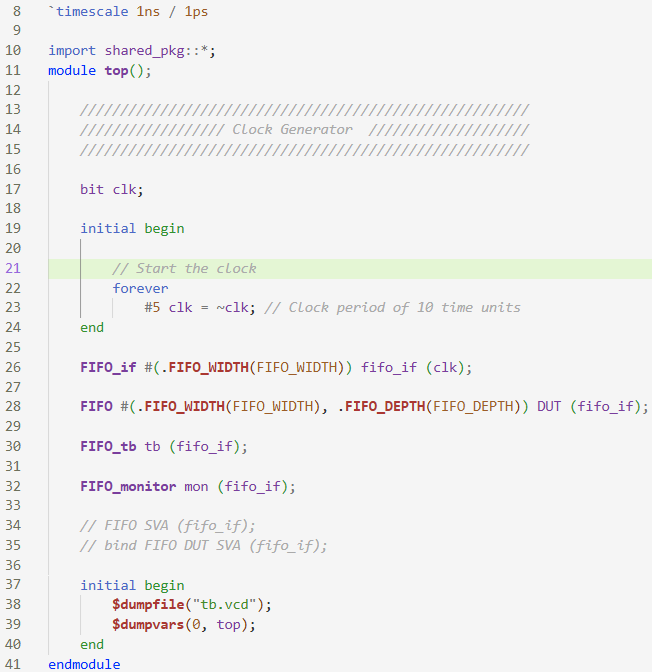 8 `timescale 1ns / 1ps
9
10 import shared_pkg::*;
11 module top();
12
13 ////////////////////////////////////////////////////////
14 ////////////////// Clock Generator ////////////////////
15 ////////////////////////////////////////////////////////
16
17 bit clk;
18
19 initial begin
20
21 // Start the clock
22 forever
23 #5 clk = ~clk; // Clock period of 10 time units
24 end
25
26 FIFO_if #(.FIFO_WIDTH(FIFO_WIDTH)) fifo_if (clk);
27
28 FIFO #(.FIFO_WIDTH(FIFO_WIDTH), .FIFO_DEPTH(FIFO_DEPTH)) DUT (fifo_if);
29
30 FIFO_tb tb (fifo_if);
31
32 FIFO_monitor mon (fifo_if);
33
34 // FIFO SVA (fifo_if);
35 // bind FIFO DUT SVA (fifo_if);
36
37 initial begin
38 $dumpfile("tb.vcd");
39 $dumpvars(0, top);
40 end
41 endmodule